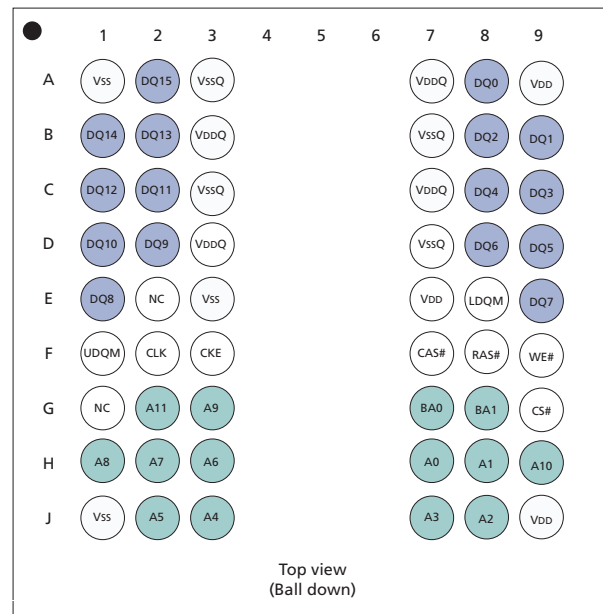 1 2 3 4 5 6 7 8 9
A Vss DQ15 VssQ VDDQ DQ0 VDD
B DQ14 DQ13 VDDQ VssQ DQ2 DQ1
C DQ12 DQ11 VssQ VDDQ DQ4 DQ3
D DQ10 DQ9 VDDQ VssQ DQ6 DQ5
E DQ8 NC Vss VDD LDQM DQ7
F UDQM CLK CKE CAS# RAS# WE#
G NC A11 A9 BA0 BA1 CS#
H A8 A7 A6 A0 A1 A10
J Vss A5 A4 A3 A2 VDD
Top view
(Ball down)